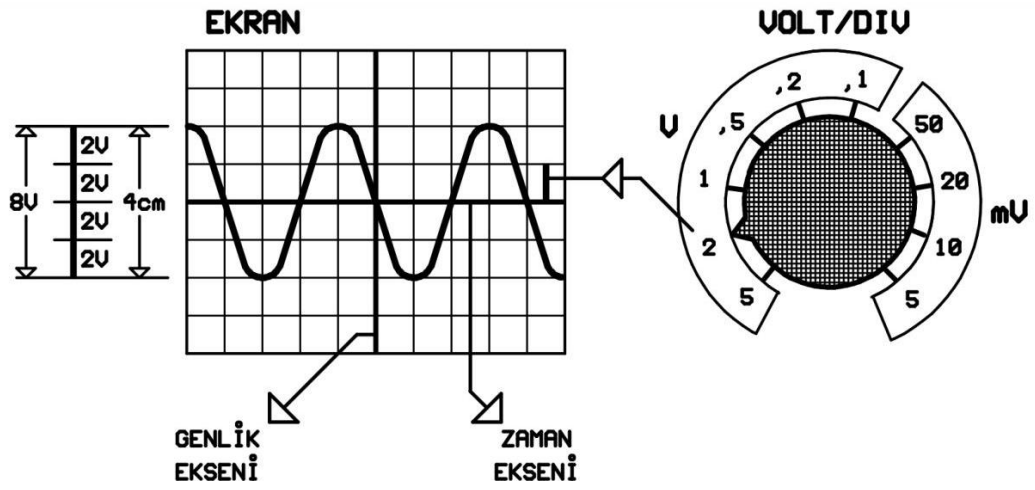 EKRAN
VOLT/DIV
8V
2V
2V
2V
2V
4cm
V
5
2
1
,5
,2
,1
50
20
10
5
mV
GENLİK
EKSENİ
ZAMAN
EKSENİ